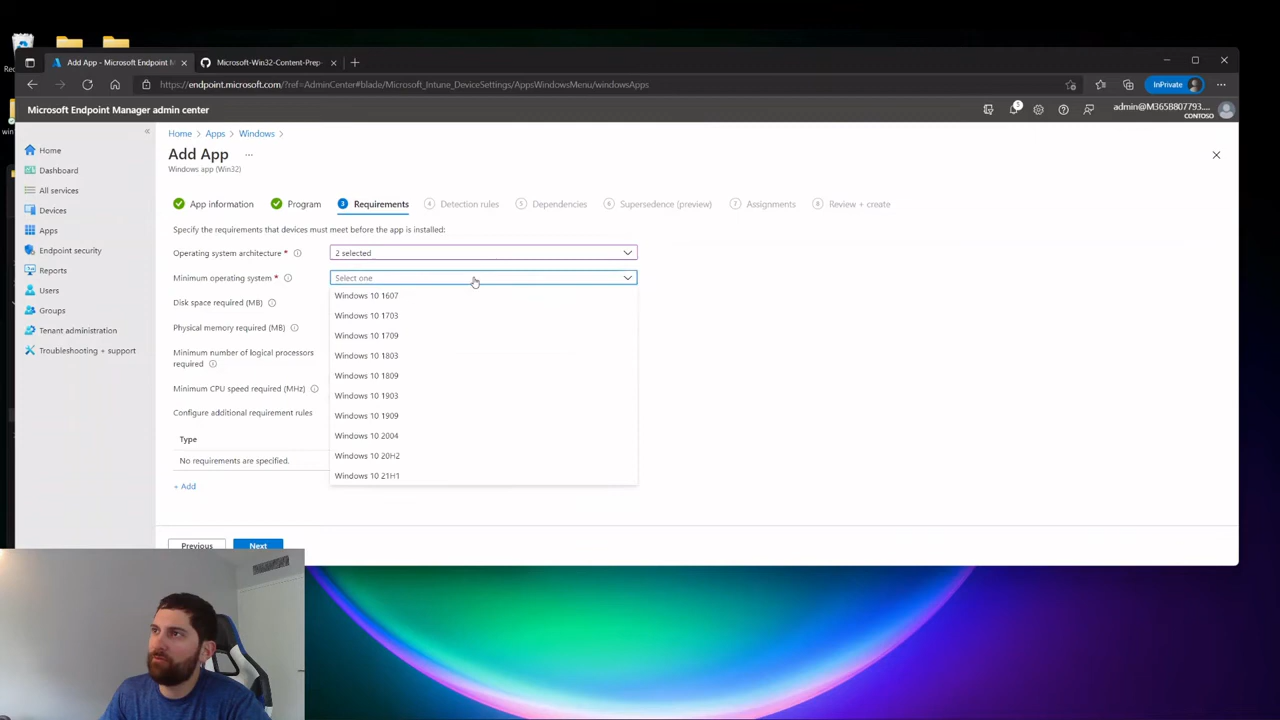 Add App - Microsoft Endpoint M
Microsoft-Win32-Content-Prep-
https://endpoint.microsoft.com/?ref=AdminCenter#blade/Microsoft_Intune_DeviceSettings/AppsWindowsMenu/windowsApps
InPrivate
Microsoft Endpoint Manager admin center
admin@M365B807793...
CONTOSO
Home
Dashboard
All services
Devices
Apps
Endpoint security
Reports
Users
Groups
Tenant administration
Troubleshooting + support
Home > Apps > Windows >
Add App ...
Windows app (Win32)
App information
Program
3 Requirements
4 Detection rules
5 Dependencies
6 Supersedence (preview)
7 Assignments
8 Review + create
Specify the requirements that devices must meet before the app is installed:
Operating system architecture *
2 selected
Minimum operating system *
Select one
Windows 10 1607
Windows 10 1703
Windows 10 1709
Windows 10 1803
Windows 10 1809
Windows 10 1903
Windows 10 1909
Windows 10 2004
Windows 10 20H2
Windows 10 21H1
Disk space required (MB)
Physical memory required (MB)
Minimum number of logical processors
required
Minimum CPU speed required (MHz)
Configure additional requirement rules
Type
No requirements are specified.
+ Add
Previous
Next